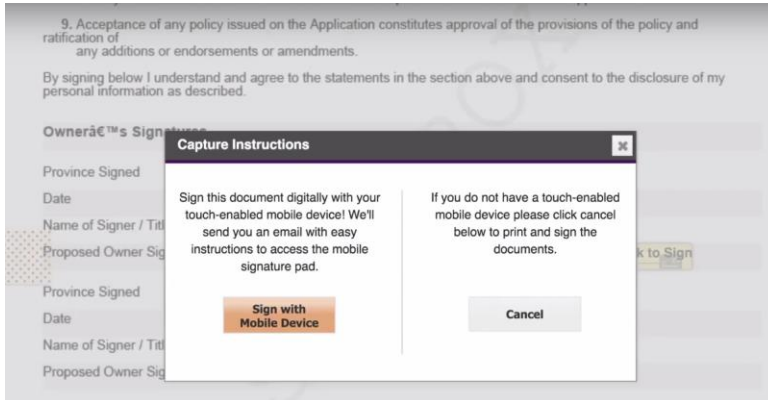 9. Acceptance of any policy issued on the Application constitutes approval of the provisions of the policy and
ratification of
any additions or endorsements or amendments.
By signing below I understand and agree to the statements in the section above and consent to the disclosure of my
personal information as described.
Ownerâ€™s Signatures
Capture Instructions
Province Signed
Date
Name of Signer / Titl
Proposed Owner Sig
Sign this document digitally with your
touch-enabled mobile device! We'll
send you an email with easy
instructions to access the mobile
signature pad.
Sign with
Mobile Device
If you do not have a touch-enabled
mobile device please click cancel
below to print and sign the
documents.
Cancel
k to Sign
Province Signed
Date
Name of Signer / Titl
Proposed Owner Sig